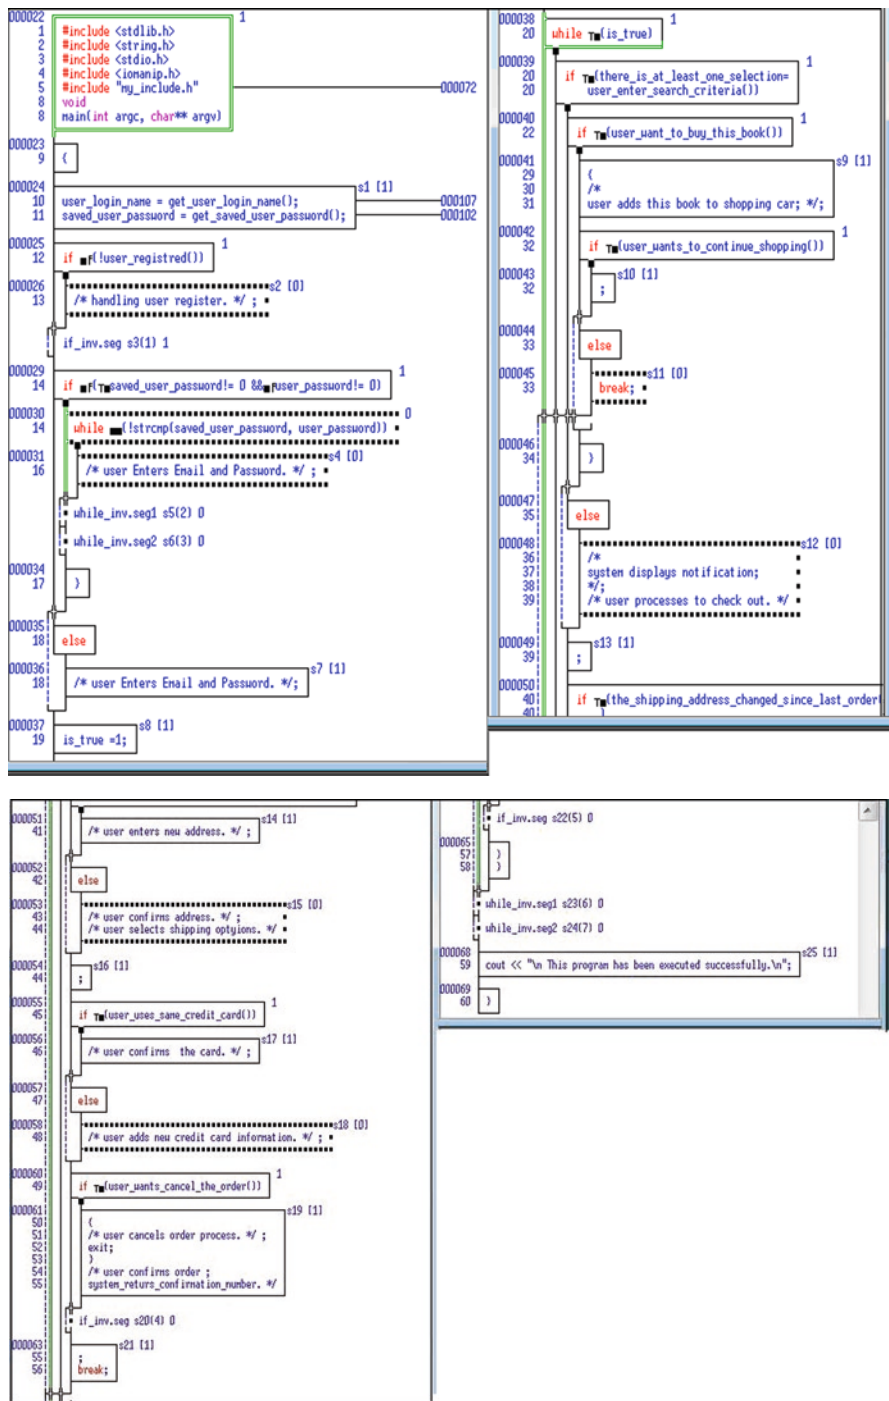 000022 1
1 #include <stdlib.h>
2 #include <string.h>
3 #include <stdio.h>
4 #include <iomanip.h>
5 #include "my_include.h" 000072
8 void
8 main(int argc, char** argv)
000023
9 {
000024 s1 [1]
10 user_login_name = get_user_login_name(); 000107
11 saved_user_password = get_saved_user_password(); 000102
000025 1
12 if F(!user_registred())
000026 s2 [0]
13 /* handling user register. */ ;
if_inv.seg s3(1) 1
000029 1
14 if F(T saved_user_password!= 0 && F user_password!= 0)
000030 0
14 while (!strcmp(saved_user_password, user_password))
000031 s4 [0]
16 /* user Enters Email and Password. */ ;
while_inv.seg1 s5(2) 0
while_inv.seg2 s6(3) 0
000034
17 }
000035
18 else
000036 s7 [1]
18 /* user Enters Email and Password. */;
000037 s8 [1]
19 is_true =1;
000038 1
20 while T(is_true)
000039 1
20 if T(there_is_at_least_one_selection=
20 user_enter_search_criteria())
000040 1
22 if T(user_want_to_buy_this_book())
000041 s9 [1]
29 {
30 /*
31 user adds this book to shopping car; */;
000042 1
32 if T(user_wants_to_continue_shopping())
000043 s10 [1]
32 ;
000044
33 else
000045 s11 [0]
33 break;
000046
34 }
000047
35 else
000048 s12 [0]
36 /*
37 system displays notification;
38 */;
39 /* user processes to check out. */
000049 s13 [1]
39 ;
000050
40 if T(the_shipping_address_changed_since_last_order(
40 )
000051 s14 [1]
41 /* user enters new address. */ ;
000052
42 else
000053 s15 [0]
43 /* user confirms address. */ ;
44 /* user selects shipping optyions. */
000054 s16 [1]
44 ;
000055 1
45 if T(user_uses_same_credit_card())
000056 s17 [1]
46 /* user confirms the card. */ ;
000057
47 else
000058 s18 [0]
48 /* user adds new credit card information. */ ;
000060 1
49 if T(user_wants_cancel_the_order())
000061 s19 [1]
50 {
51 /* user cancels order process. */ ;
52 exit;
53 }
54 /* user confirms order ;
55 system_returs_confirmation_number. */
if_inv.seg s20(4) 0
000063 s21 [1]
55 ;
56 break;
if_inv.seg s22(5) 0
000065
57 }
58 }
while_inv.seg1 s23(6) 0
while_inv.seg2 s24(7) 0
000068 s25 [1]
59 cout << "\n This program has been executed successfully.\n";
000069
60 }